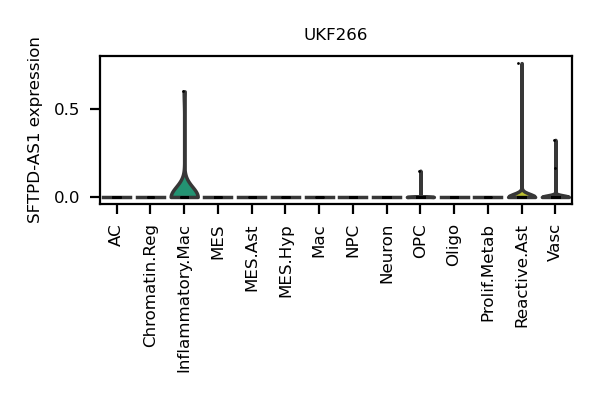 UKF266
SFTPD-AS1 expression
0.5
0.0
AC
Chromatin.Reg
Inflammatory.Mac
MES
MES.Ast
MES.Hyp
Mac
NPC
Neuron
OPC
Oligo
Prolif.Metab
Reactive.Ast
Vasc